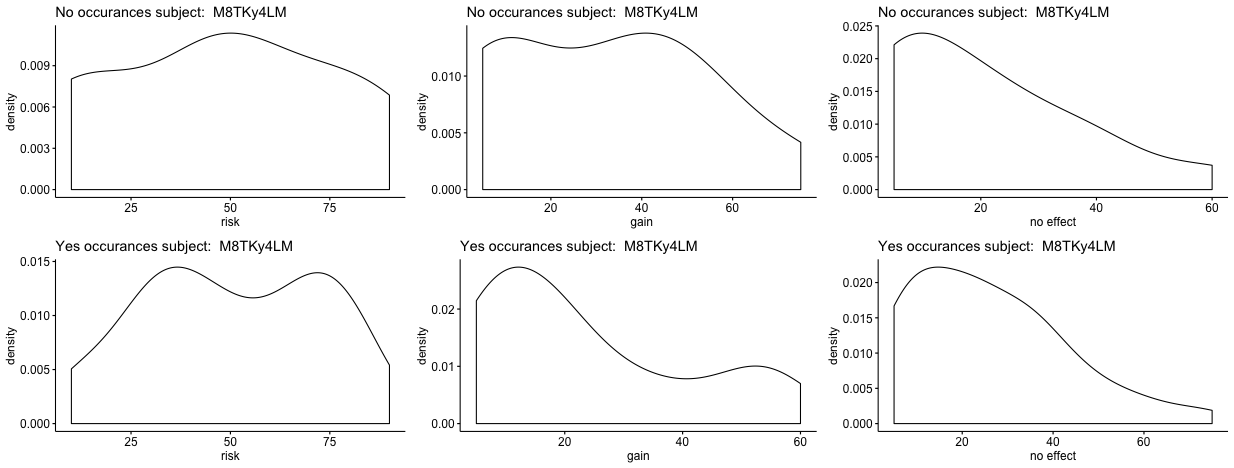 No occurances subject:  M8TKy4LM
0.009
0.006
0.003
0.000
density
25 50 75
risk
No occurances subject:  M8TKy4LM
0.010
0.005
0.000
density
20 40 60
gain
No occurances subject:  M8TKy4LM
0.025
0.020
0.015
0.010
0.005
0.000
density
20 40 60
no effect
Yes occurances subject:  M8TKy4LM
0.015
0.010
0.005
0.000
density
25 50 75
risk
Yes occurances subject:  M8TKy4LM
0.02
0.01
0.00
density
20 40 60
gain
Yes occurances subject:  M8TKy4LM
0.020
0.015
0.010
0.005
0.000
density
20 40 60
no effect